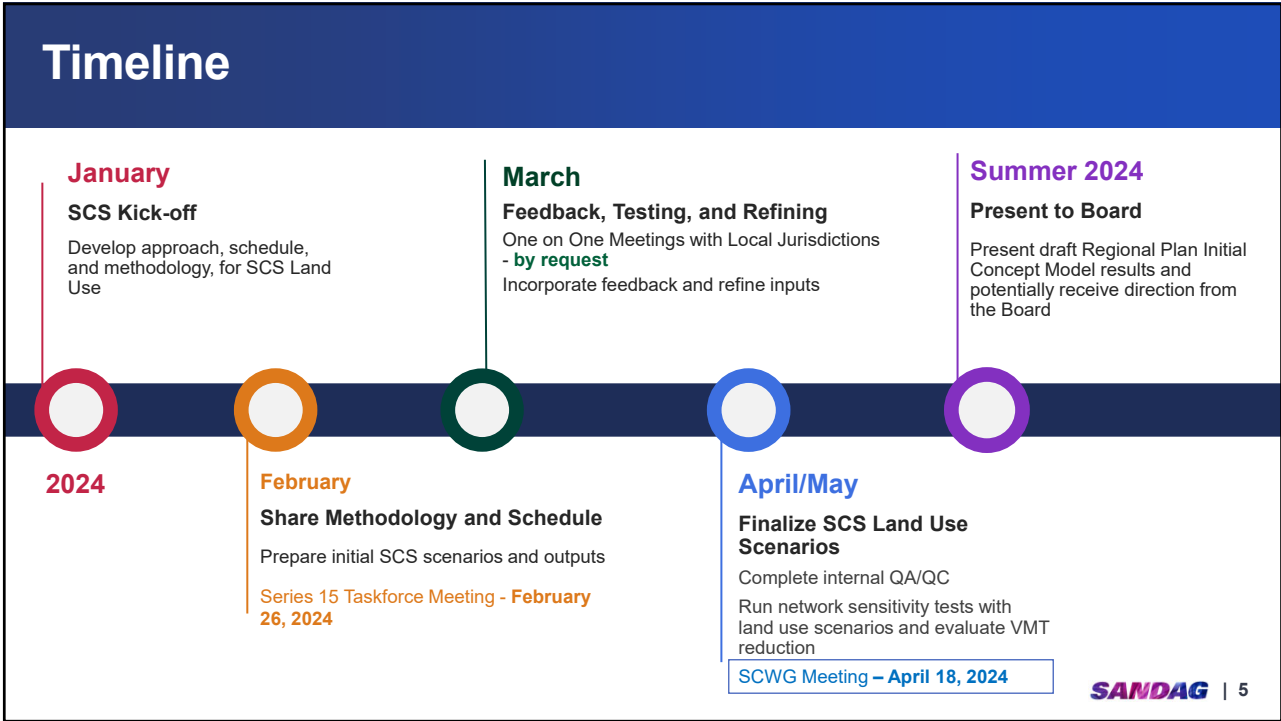 Timeline
January
SCS Kick-off
Develop approach, schedule,
and methodology, for SCS Land
Use
March
Feedback, Testing, and Refining
One on One Meetings with Local Jurisdictions
- by request
Incorporate feedback and refine inputs
Summer 2024
Present to Board
Present draft Regional Plan Initial
Concept Model results and
potentially receive direction from
the Board
2024
February
Share Methodology and Schedule
Prepare initial SCS scenarios and outputs
Series 15 Taskforce Meeting - February
26, 2024
April/May
Finalize SCS Land Use
Scenarios
Complete internal QA/QC
Run network sensitivity tests with
land use scenarios and evaluate VMT
reduction
SCWG Meeting – April 18, 2024
SANDAG | 5